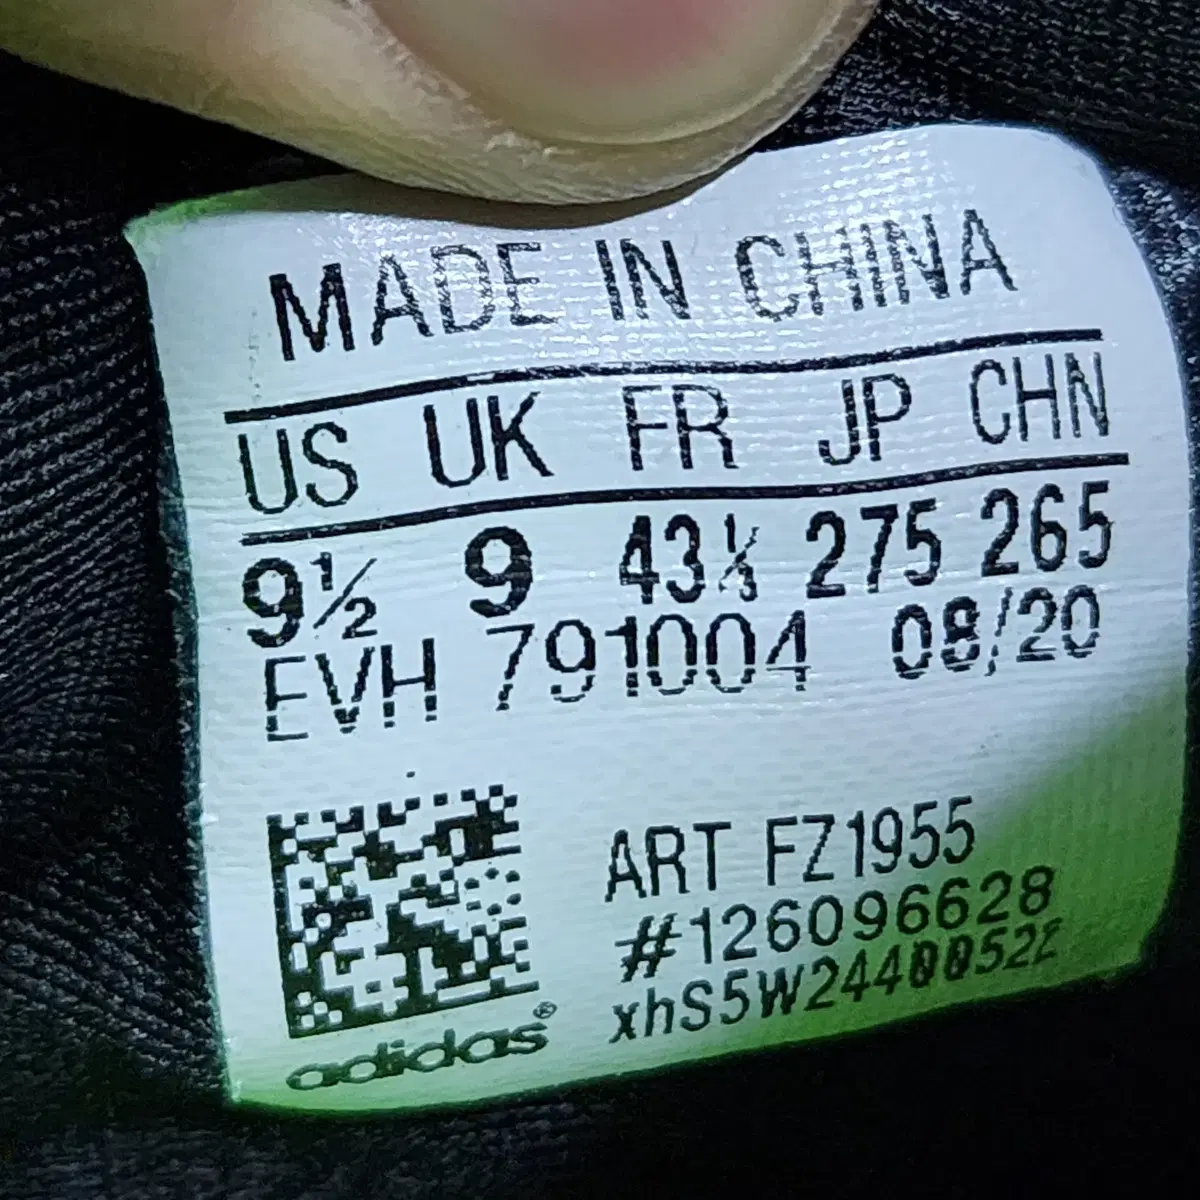 MADE IN CHINA
US UK FR JP CHN
9½ 9 43⅓ 275 265
EVH 791004 08/20
ART FZ1955
#126096628
xhS5W24400522
adidas®